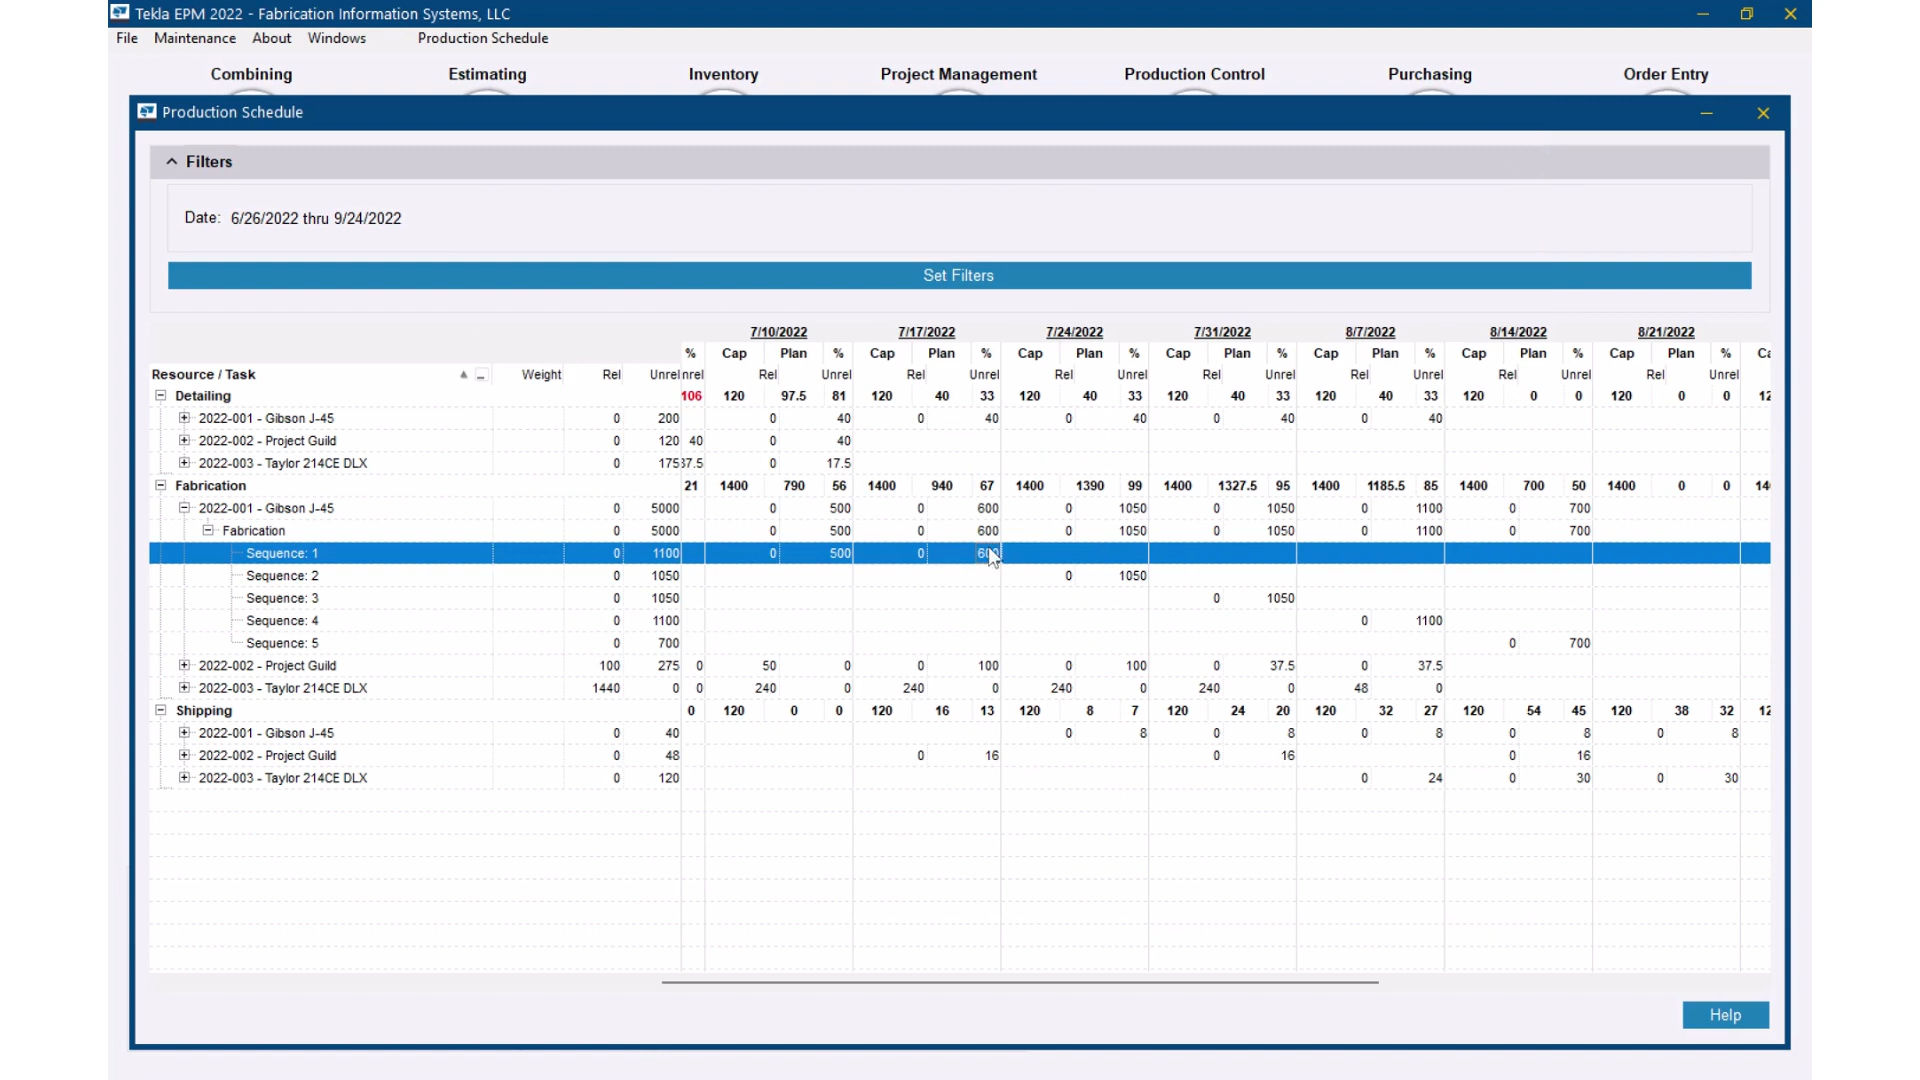 Tekla EPM 2022 - Fabrication Information Systems, LLC
File Maintenance About Windows Production Schedule
Combining Estimating Inventory Project Management Production Control Purchasing Order Entry
Production Schedule
Filters
Date: 6/26/2022 thru 9/24/2022
Set Filters
7/10/2022 7/17/2022 7/24/2022 7/31/2022 8/7/2022 8/14/2022 8/21/2022
% Cap Plan % Cap Plan % Cap Plan % Cap Plan % Cap Plan % Cap Plan % Cap Plan % Ca
Resource / Task Weight Rel Unrel nrel Rel Unrel Rel Unrel Rel Unrel Rel Unrel Rel Unrel Rel Unrel Rel Unrel
Detailing 106 120 97.5 81 120 40 33 120 40 33 120 40 33 120 40 33 120 0 0 120 0 0 12
2022-001 - Gibson J-45 0 200 0 40 0 40 0 40 0 40 0 40
2022-002 - Project Guild 0 120 40 0 40
2022-003 - Taylor 214CE DLX 0 175 37.5 0 17.5
Fabrication 21 1400 790 56 1400 940 67 1400 1390 99 1400 1327.5 95 1400 1185.5 85 1400 700 50 1400 0 0 14
2022-001 - Gibson J-45 0 5000 0 500 0 600 0 1050 0 1050 0 1100 0 700
Fabrication 0 5000 0 500 0 600 0 1050 0 1050 0 1100 0 700
Sequence: 1 0 1100 0 500 0 600
Sequence: 2 0 1050 0 1050
Sequence: 3 0 1050 0 1050
Sequence: 4 0 1100 0 1100
Sequence: 5 0 700 0 700
2022-002 - Project Guild 100 275 0 50 0 0 100 0 100 0 37.5 0 37.5
2022-003 - Taylor 214CE DLX 1440 0 0 240 0 240 0 240 0 240 0 48 0
Shipping 0 120 0 0 120 16 13 120 8 7 120 24 20 120 32 27 120 54 45 120 38 32 12
2022-001 - Gibson J-45 0 40 0 8 0 8 0 8 0 8 0 8
2022-002 - Project Guild 0 48 0 16 0 16 0 16
2022-003 - Taylor 214CE DLX 0 120 0 24 0 30 0 30
Help